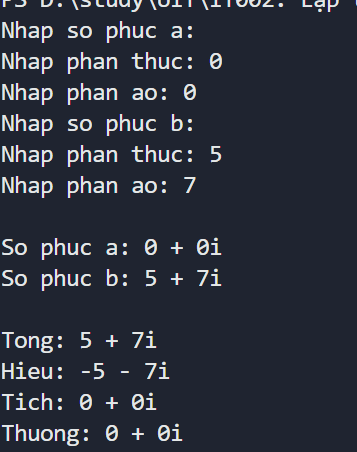 PS D:\study\UIT\IT002: Lap
Nhap so phuc a:
Nhap phan thuc: 0
Nhap phan ao: 0
Nhap so phuc b:
Nhap phan thuc: 5
Nhap phan ao: 7
So phuc a: 0 + 0i
So phuc b: 5 + 7i
Tong: 5 + 7i
Hieu: -5 - 7i
Tich: 0 + 0i
Thuong: 0 + 0i